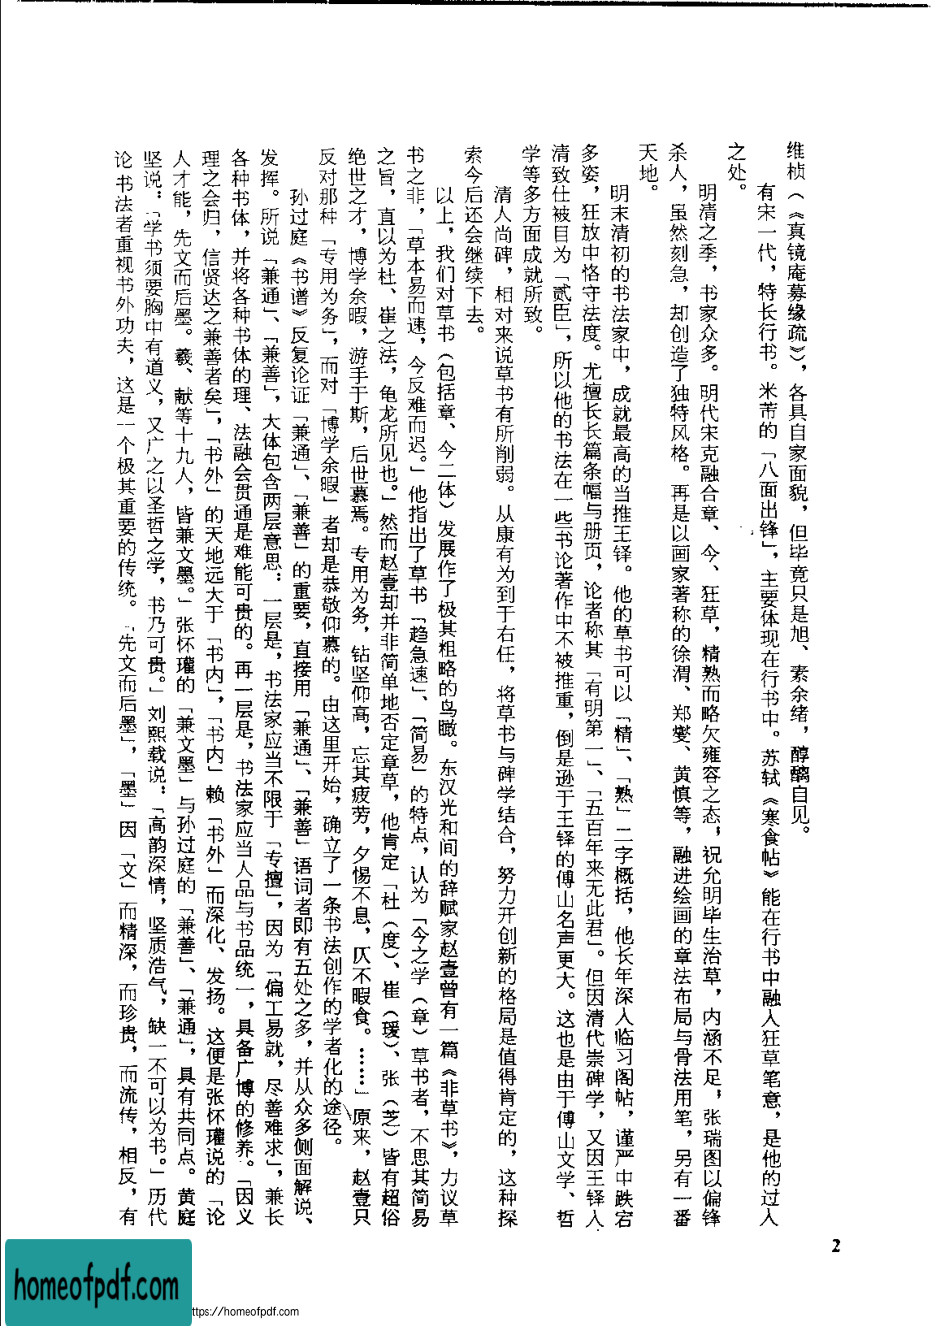 维桢（《真镜庵募缘疏》），各具自家面貌，但毕竟只是旭、素余绪，醇醨自见。
有宋一代，特长行书。米芾的「八面出锋」，主要体现在行书中。苏轼《寒食帖》能在行书中融入狂草笔意，是他的过人
之处。
明清之季，书家众多。明代宋克融合章、今、狂草，精熟而略欠雍容之态，祝允明毕生治草，内涵不足，张瑞图以偏锋
杀人，虽然刻急，却创造了独特风格。再是以画家著称的徐渭、郑燮、黄慎等，融进绘画的章法布局与骨法用笔，另有一番
天地。
明末清初的书法家中，成就最高的当推王铎。他的草书可以「精」、「熟」二字概括，他长年深入临习阁帖，谨严中跌宕
多姿，狂放中恪守法度。尤擅长长篇条幅与册页，论者称其「有明第一」、「五百年来无此君」。但因清代崇碑学，又因王铎入
清致仕被目为「贰臣」，所以他的书法在一些书论著作中不被推重，倒是逊于王铎的傅山名声更大。这也是由于傅山文学、哲
学等多方面成就所致。
清人尚碑，相对来说草书有所削弱。从康有为到于右任，将草书与碑学结合，努力开创新的格局是值得肯定的，这种探
索今后还会继续下去。
以上，我们对草书（包括章、今二体）发展作了极其粗略的鸟瞰。东汉光和间的辞赋家赵壹曾有一篇《非草书》，力议草
书之非，「草本易而速，今反难而迟。」他指出了草书「趋急速」、「简易」的特点，认为「今之学（章）草书者，不思其简易
之旨，直以为杜、崔之法，龟龙所见也。」然而赵壹却并非简单地否定章草，他肯定「杜（度）、崔（瑗）、张（芝）皆有超俗
绝世之才，博学余暇，游手于斯，后世慕焉。专用为务，钻坚仰高，忘其疲劳，夕惕不息，仄不暇食。……」原来，赵壹只
反对那种「专用为务」，而对「博学余暇」者却是恭敬仰慕的。由这里开始，确立了一条书法创作的学者化的途径。
孙过庭《书谱》反复论证「兼通」、「兼善」的重要，直接用「兼通」、「兼善」语词者即有五处之多，并从众多侧面解说、
发挥。所说「兼通」、「兼善」，大体包含两层意思：一层是，书法家应当不限于「专擅」，因为「偏工易就，尽善难求」，兼长
各种书体，并将各种书体的理、法融会贯通是难能可贵的。再一层是，书法家应当人品与书品统一，具备广博的修养。「因义
理之会归，信贤达之兼善者矣」，「书外」的天地远大于「书内」，「书内」赖「书外」而深化、发扬。这便是张怀瓘说的「论
人才能，先文而后墨。羲、献等十九人，皆兼文墨。」张怀瓘的「兼文墨」与孙过庭的「兼善」、「兼通」，具有共同点。黄庭
坚说：「学书须要胸中有道义，又广之以圣哲之学，书乃可贵。」刘熙载说：「高韵深情，坚质浩气，缺一不可以为书。」历代
论书法者重视书外功夫，这是一个极其重要的传统。「先文而后墨」，「墨」因「文」而精深，而珍贵，而流传，相反，有
2
homeofpdf.com
ttps://homeofpdf.com